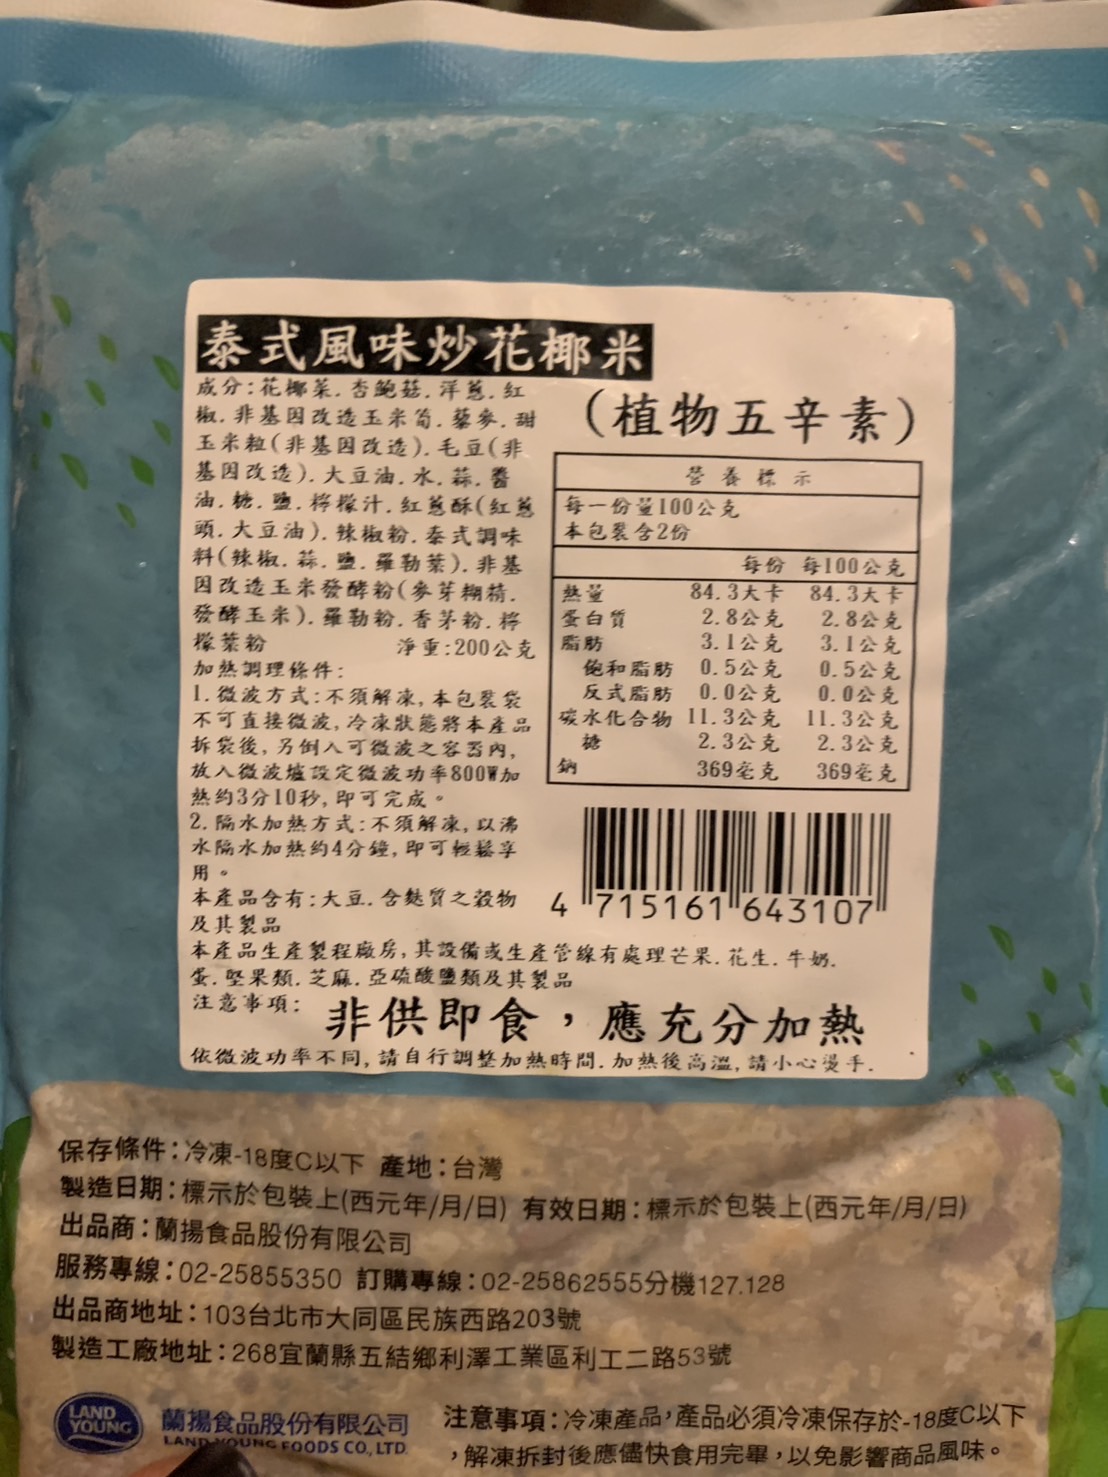 泰式風味炒花椰米
(植物五辛素)
成分:花椰菜.杏鮑菇.洋蔥.紅
椒.非基因改造玉米筍.藜麥.甜
玉米粒(非基因改造).毛豆(非
基因改造).大豆油.水.蒜.醬
油.糖.鹽.檸檬汁.紅蔥酥(紅蔥
頭.大豆油).辣椒粉.泰式調味
料(辣椒.蒜.鹽.羅勒葉).非基
因改造玉米發酵粉(麥芽糊精.
發酵玉米).羅勒粉.香茅粉.檸
檬葉粉 淨重:200公克
加熱調理條件:
1.微波方式:不須解凍,本包裝袋
不可直接微波,冷凍狀態將本產品
拆袋後,另倒入可微波之容器內,
放入微波爐設定微波功率800W加
熱約3分10秒,即可完成。
2.隔水加熱方式:不須解凍,以沸
水隔水加熱約4分鐘,即可輕鬆享
用。
本產品含有:大豆.含麩質之穀物
及其製品
營養標示
每一份量100公克
本包裝含2份
每份 每100公克
熱量 84.3大卡 84.3大卡
蛋白質 2.8公克 2.8公克
脂肪 3.1公克 3.1公克
飽和脂肪 0.5公克 0.5公克
反式脂肪 0.0公克 0.0公克
碳水化合物 11.3公克 11.3公克
糖 2.3公克 2.3公克
鈉 369毫克 369毫克
4 715161 643107
本產品生產製程廠房,其設備或生產管線有處理芒果.花生.牛奶.
蛋.堅果類.芝麻.亞硫酸鹽類及其製品
注意事項: 非供即食,應充分加熱
依微波功率不同,請自行調整加熱時間.加熱後高溫,請小心燙手.
保存條件:冷凍-18度C以下 產地:台灣
製造日期:標示於包裝上(西元年/月/日) 有效日期:標示於包裝上(西元年/月/日)
出品商:蘭揚食品股份有限公司
服務專線:02-25855350 訂購專線:02-25862555分機127.128
出品商地址:103台北市大同區民族西路203號
製造工廠地址:268宜蘭縣五結鄉利澤工業區利工二路53號
LAND
YOUNG
蘭揚食品股份有限公司
LAND YOUNG FOODS CO., LTD.
注意事項:冷凍產品,產品必須冷凍保存於-18度C以下
,解凍拆封後應儘快食用完畢,以免影響商品風味。